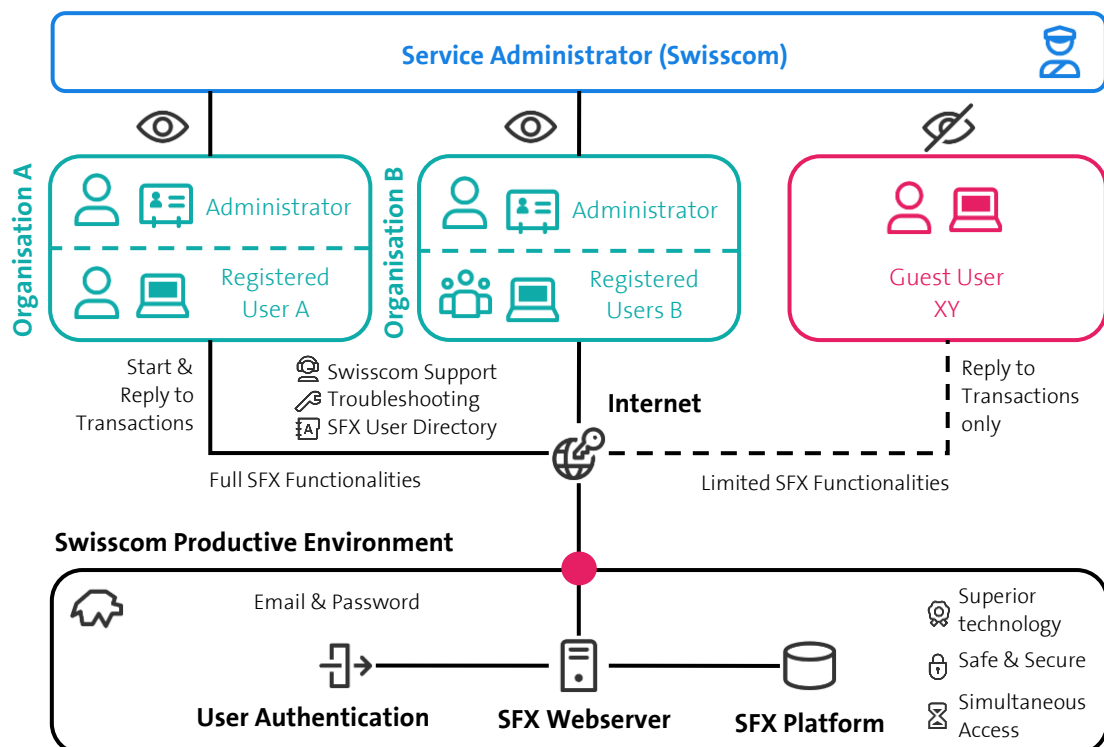 Service Administrator (Swisscom)
Organisation A
Administrator
Registered
User A
Organisation B
Administrator
Registered
Users B
Guest User
XY
Start &
Reply to
Transactions
Swisscom Support
Troubleshooting
A
SFX User Directory
Internet
Reply to
Transactions
only
Full SFX Functionalities
Limited SFX Functionalities
Swisscom Productive Environment
Email & Password
User Authentication
SFX Webserver
SFX Platform
Superior
technology
Safe & Secure
Simultaneous
Access